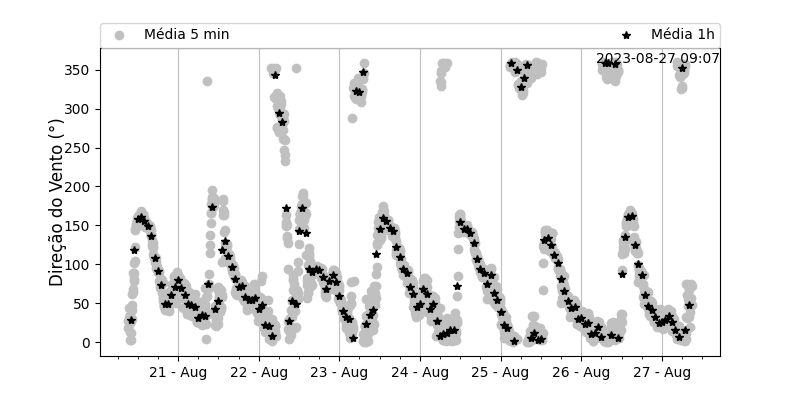 Média 5 min
Média 1h
2023-08-27 09:07
Direção do Vento (°)
350
300
250
200
150
100
50
0
21 - Aug
22 - Aug
23 - Aug
24 - Aug
25 - Aug
26 - Aug
27 - Aug